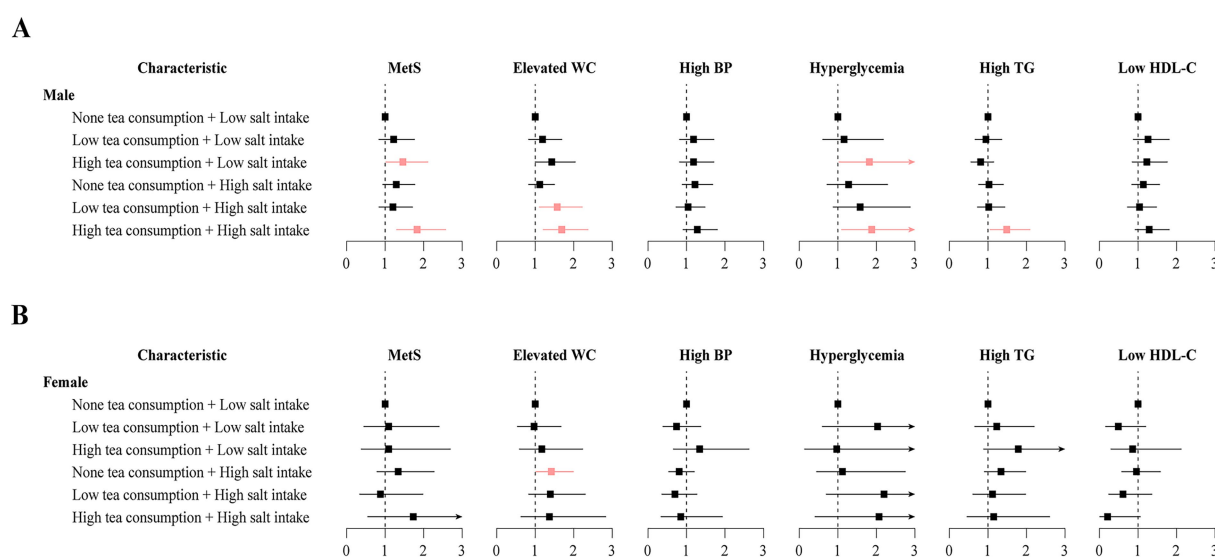 A
Characteristic MetS Elevated WC High BP Hyperglycemia High TG Low HDL-C
Male
None tea consumption + Low salt intake
Low tea consumption + Low salt intake
High tea consumption + Low salt intake
None tea consumption + High salt intake
Low tea consumption + High salt intake
High tea consumption + High salt intake
0 1 2 3 0 1 2 3 0 1 2 3 0 1 2 3 0 1 2 3 0 1 2 3
B
Characteristic MetS Elevated WC High BP Hyperglycemia High TG Low HDL-C
Female
None tea consumption + Low salt intake
Low tea consumption + Low salt intake
High tea consumption + Low salt intake
None tea consumption + High salt intake
Low tea consumption + High salt intake
High tea consumption + High salt intake
0 1 2 3 0 1 2 3 0 1 2 3 0 1 2 3 0 1 2 3 0 1 2 3